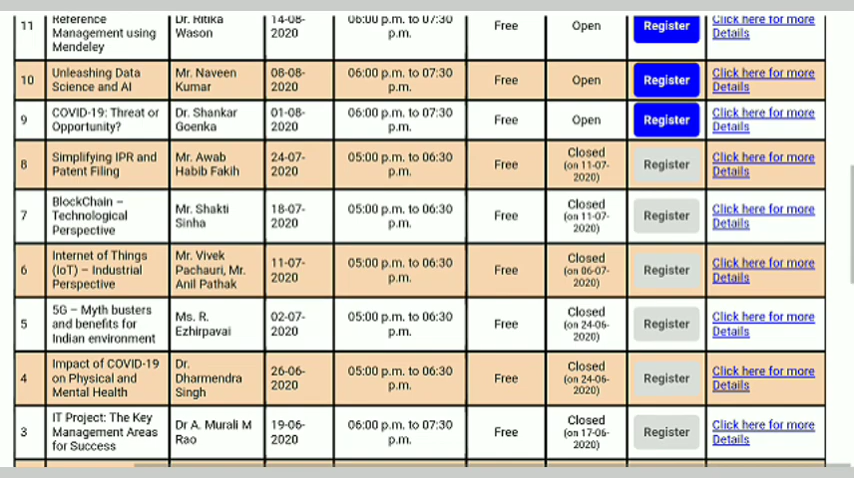 11 Reference Management using Mendeley Dr. Ritika Wason 14-08-2020 06:00 p.m. to 07:30 p.m. Free Open Register Click here for more Details
10 Unleashing Data Science and AI Mr. Naveen Kumar 08-08-2020 06:00 p.m. to 07:30 p.m. Free Open Register Click here for more Details
9 COVID-19: Threat or Opportunity? Dr. Shankar Goenka 01-08-2020 06:00 p.m. to 07:30 p.m. Free Open Register Click here for more Details
8 Simplifying IPR and Patent Filing Mr. Awab Habib Fakih 24-07-2020 05:00 p.m. to 06:30 p.m. Free Closed (on 11-07-2020) Register Click here for more Details
7 BlockChain – Technological Perspective Mr. Shakti Sinha 18-07-2020 05:00 p.m. to 06:30 p.m. Free Closed (on 11-07-2020) Register Click here for more Details
6 Internet of Things (IoT) – Industrial Perspective Mr. Vivek Pachauri, Mr. Anil Pathak 11-07-2020 05:00 p.m. to 06:30 p.m. Free Closed (on 06-07-2020) Register Click here for more Details
5 5G – Myth busters and benefits for Indian environment Ms. R. Ezhirpavai 02-07-2020 05:00 p.m. to 06:30 p.m. Free Closed (on 24-06-2020) Register Click here for more Details
4 Impact of COVID-19 on Physical and Mental Health Dr. Dharmendra Singh 26-06-2020 05:00 p.m. to 06:30 p.m. Free Closed (on 24-06-2020) Register Click here for more Details
3 IT Project: The Key Management Areas for Success Dr A. Murali M Rao 19-06-2020 06:00 p.m. to 07:30 p.m. Free Closed (on 17-06-2020) Register Click here for more Details